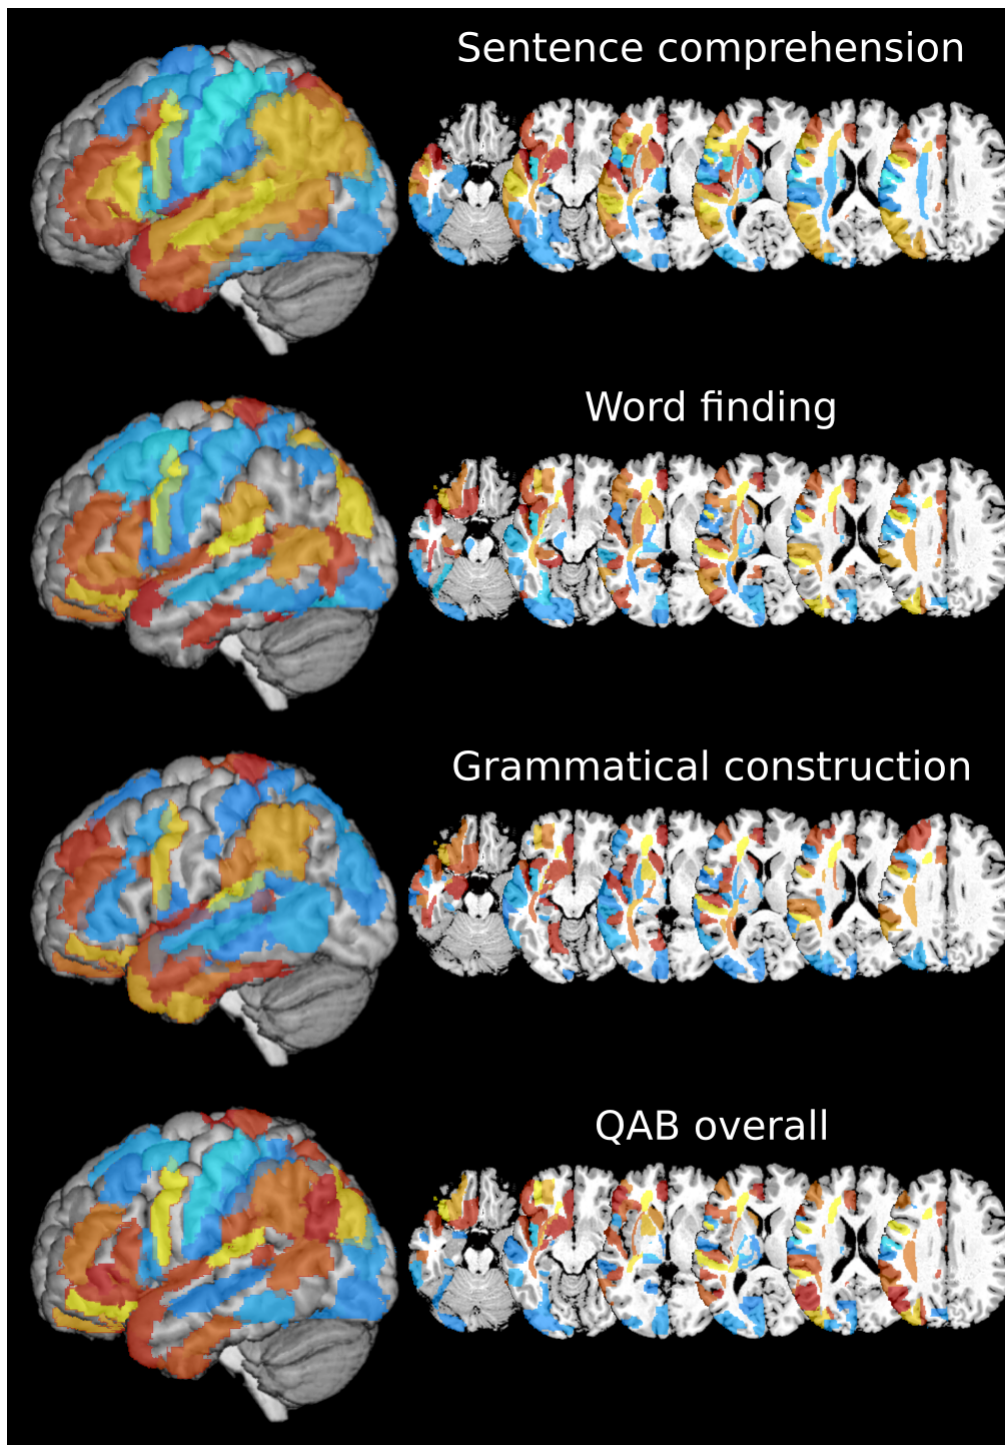 Sentence comprehension
Word finding
Grammatical construction
QAB overall